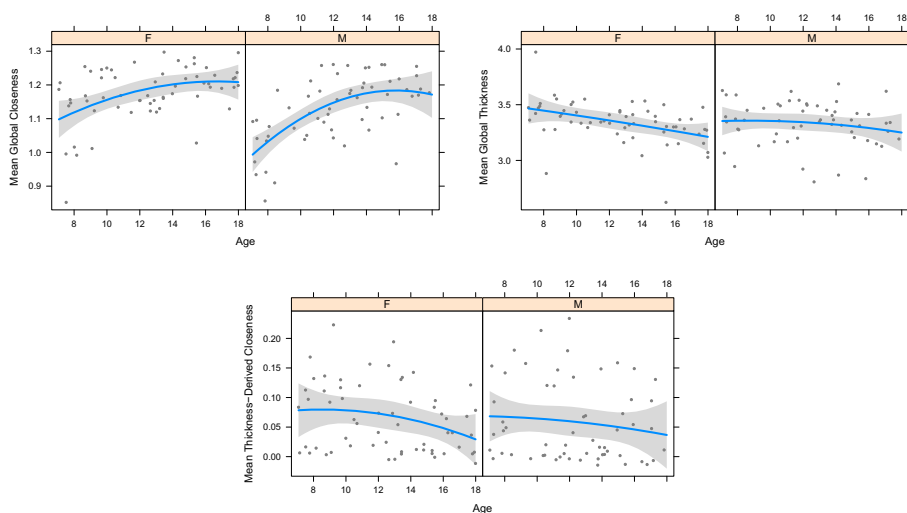 8 10 12 14 16 18
F M
Mean Global Closeness
1.3
1.2
1.1
1.0
0.9
8 10 12 14 16 18
Age
8 10 12 14 16 18
F M
Mean Global Thickness
4.0
3.5
3.0
8 10 12 14 16 18
Age
8 10 12 14 16 18
F M
Mean Thickness−Derived Closeness
0.20
0.15
0.10
0.05
0.00
8 10 12 14 16 18
Age